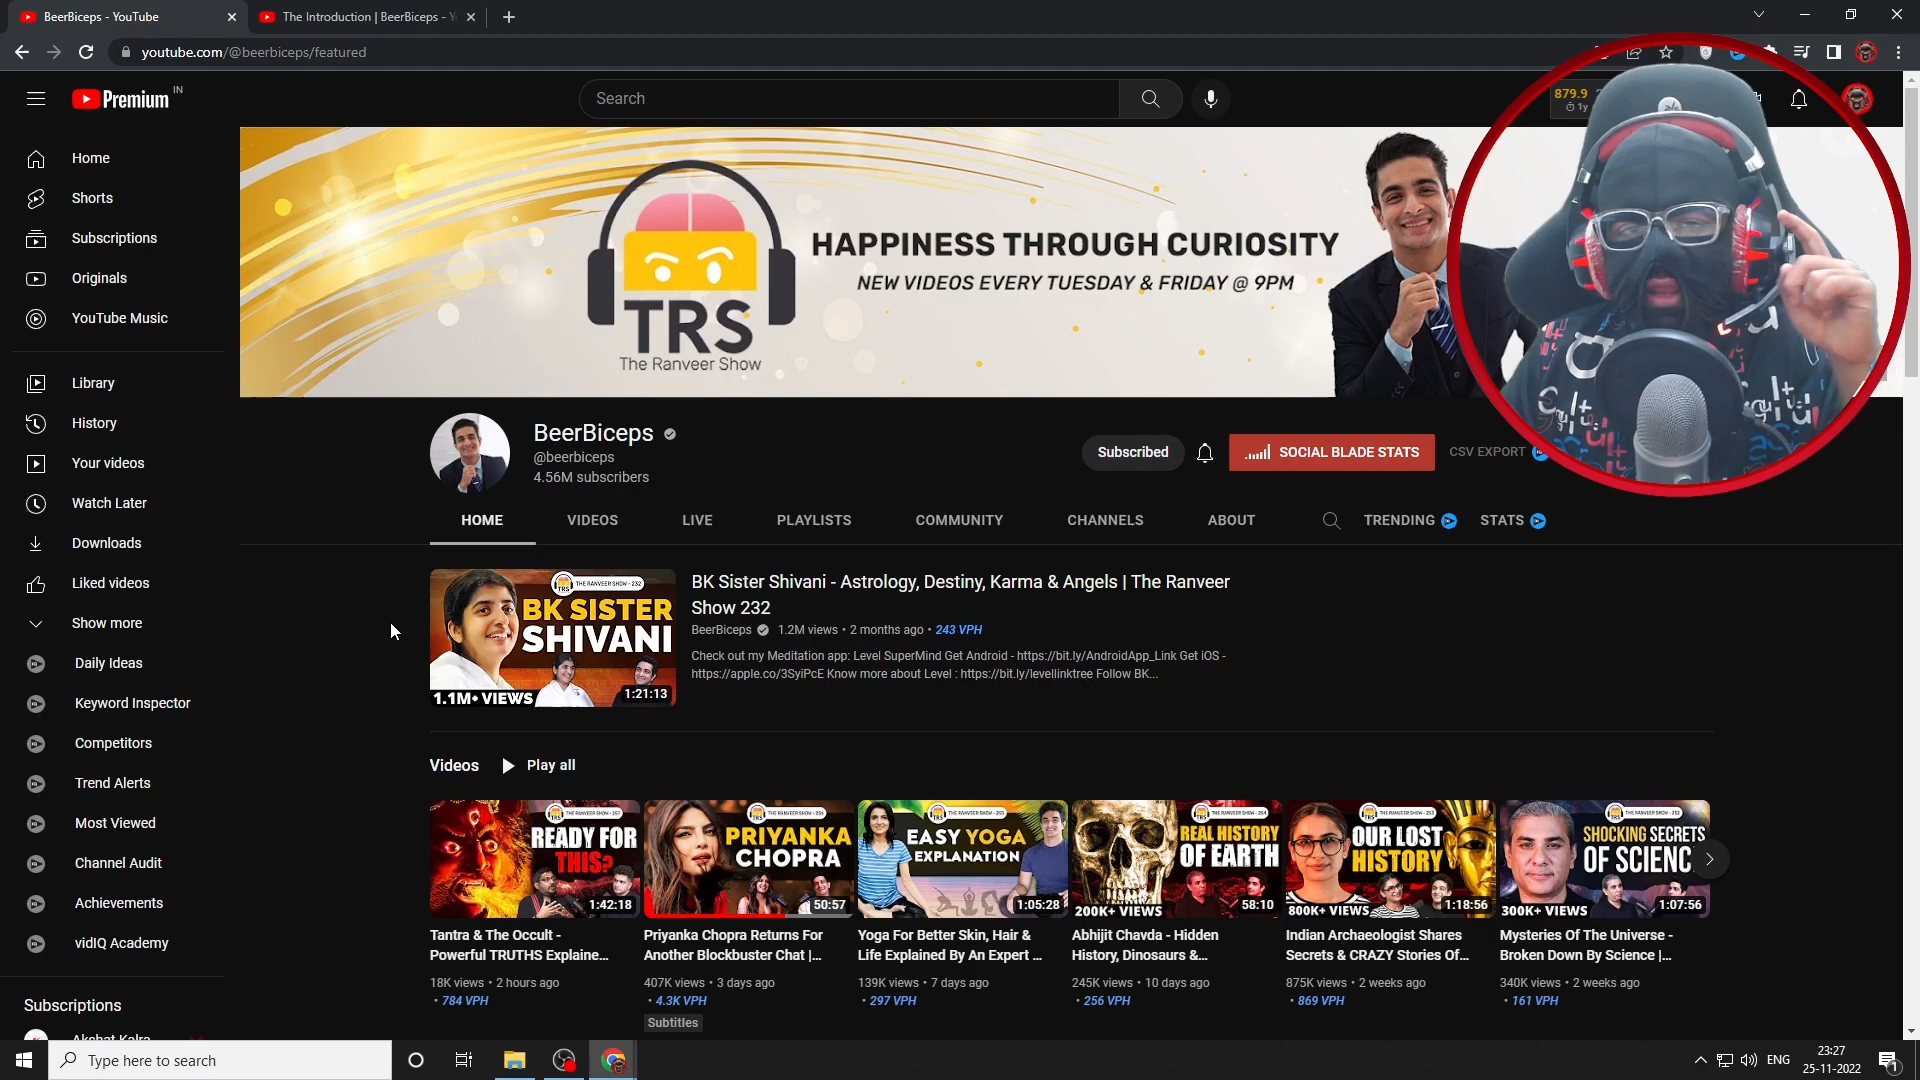 BeerBiceps - YouTube
The Introduction | BeerBiceps -
youtube.com/@beerbiceps/featured
Premium IN
Search
879.9
1y
Home
Shorts
Subscriptions
Originals
YouTube Music
Library
History
Your videos
Watch Later
Downloads
Liked videos
Show more
Daily Ideas
Keyword Inspector
Competitors
Trend Alerts
Most Viewed
Channel Audit
Achievements
vidIQ Academy
Subscriptions
Akshat Kalra
TRS
The Ranveer Show
HAPPINESS THROUGH CURIOSITY
NEW VIDEOS EVERY TUESDAY & FRIDAY @ 9PM
BeerBiceps
@beerbiceps
4.56M subscribers
Subscribed
SOCIAL BLADE STATS
CSV EXPORT
HOME VIDEOS LIVE PLAYLISTS COMMUNITY CHANNELS ABOUT TRENDING STATS
THE RANVEER SHOW - 232
TRS
BK SISTER
SHIVANI
1.1M+ VIEWS
1:21:13
BK Sister Shivani - Astrology, Destiny, Karma & Angels | The Ranveer
Show 232
BeerBiceps 1.2M views • 2 months ago • 243 VPH
Check out my Meditation app: Level SuperMind Get Android - https://bit.ly/AndroidApp_Link Get iOS -
https://apple.co/3SyiPcE Know more about Level : https://bit.ly/levellinktree Follow BK...
Videos Play all
READY FOR
THIS?
1:42:18
Tantra & The Occult -
Powerful TRUTHS Explaine...
18K views • 2 hours ago
• 784 VPH
PRIYANKA
CHOPRA
50:57
Priyanka Chopra Returns For
Another Blockbuster Chat |...
407K views • 3 days ago
• 4.3K VPH
Subtitles
EASY YOGA
EXPLANATION
1:05:28
Yoga For Better Skin, Hair &
Life Explained By An Expert ...
139K views • 7 days ago
• 297 VPH
REAL HISTORY
OF EARTH
200K+ VIEWS
58:10
Abhijit Chavda - Hidden
History, Dinosaurs &...
245K views • 10 days ago
• 256 VPH
OUR LOST
HISTORY
800K+ VIEWS
1:18:56
Indian Archaeologist Shares
Secrets & CRAZY Stories Of...
875K views • 2 weeks ago
• 869 VPH
SHOCKING SECRETS
OF SCIENC
300K+ VIEWS
1:07:56
Mysteries Of The Universe -
Broken Down By Science |...
340K views • 2 weeks ago
• 161 VPH
Type here to search
ENG
23:27
25-11-2022
1